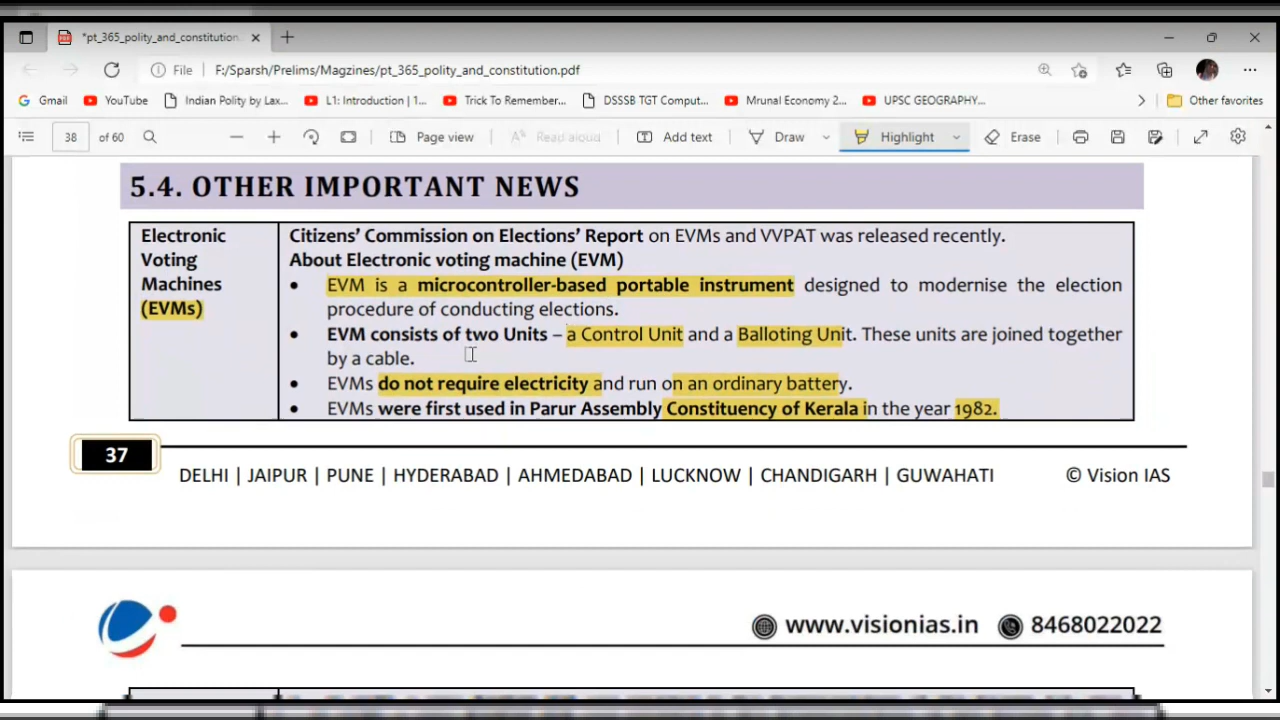 *pt_365_polity_and_constitution.
File F:/Sparsh/Prelims/Magzines/pt_365_polity_and_constitution.pdf
Gmail YouTube Indian Polity by Lax... L1: Introduction | 1... Trick To Remember... DSSSB TGT Comput... Mrunal Economy 2... UPSC GEOGRAPHY... Other favorites
38 of 60 Page view Read aloud Add text Draw Highlight Erase
5.4. OTHER IMPORTANT NEWS
Electronic
Voting
Machines
(EVMs)
Citizens' Commission on Elections' Report on EVMs and VVPAT was released recently.
About Electronic voting machine (EVM)
• EVM is a microcontroller-based portable instrument designed to modernise the election
procedure of conducting elections.
• EVM consists of two Units – a Control Unit and a Balloting Unit. These units are joined together
by a cable.
• EVMs do not require electricity and run on an ordinary battery.
• EVMs were first used in Parur Assembly Constituency of Kerala in the year 1982.
37
DELHI | JAIPUR | PUNE | HYDERABAD | AHMEDABAD | LUCKNOW | CHANDIGARH | GUWAHATI © Vision IAS
www.visionias.in 8468022022